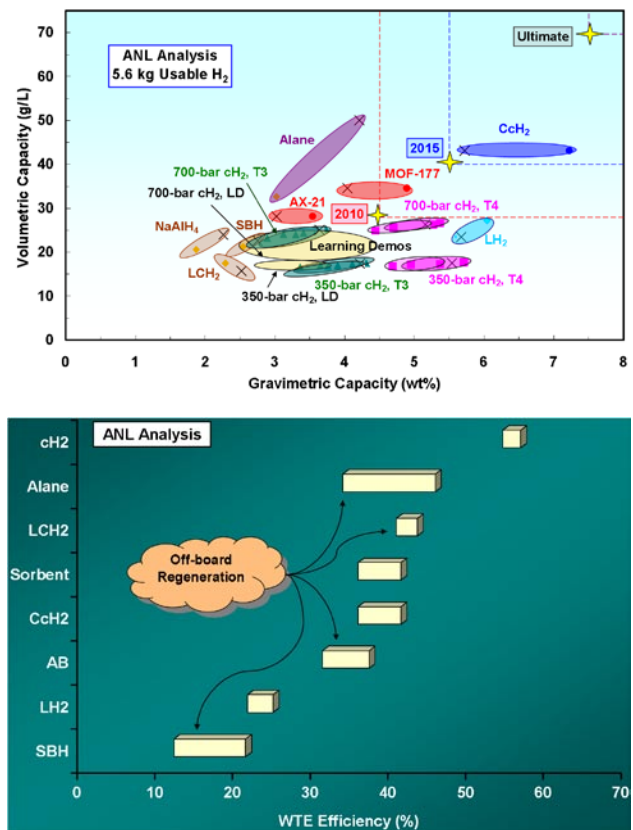 ANL Analysis
5.6 kg Usable H₂
Ultimate
Alane
CcH₂
2015
700-bar cH₂, T3
MOF-177
700-bar cH₂, LD
AX-21
2010
700-bar cH₂, T4
NaAlH₄
SBH
Learning Demos
LH₂
LCH₂
350-bar cH₂, T3
350-bar cH₂, T4
350-bar cH₂, LD
Volumetric Capacity (g/L)
75
70
60
50
40
30
20
10
0
0 1 2 3 4 5 6 7 8
Gravimetric Capacity (wt%)
ANL Analysis
cH2
Alane
LCH2
Sorbent
CcH2
AB
LH2
SBH
Off-board
Regeneration
0 10 20 30 40 50 60 70
WTE Efficiency (%)